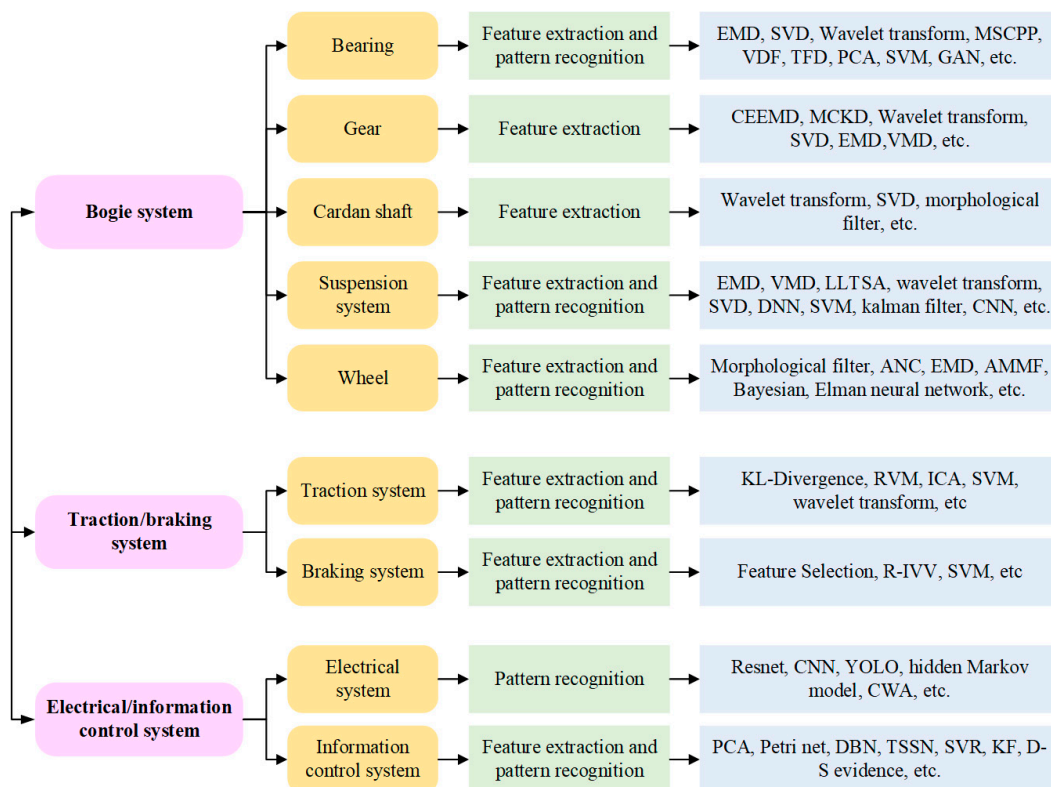 Bearing
Feature extraction and
pattern recognition
EMD, SVD, Wavelet transform, MSCPP,
VDF, TFD, PCA, SVM, GAN, etc.
Gear
Feature extraction
CEEMD, MCKD, Wavelet transform,
SVD, EMD,VMD, etc.
Bogie system
Cardan shaft
Feature extraction
Wavelet transform, SVD, morphological
filter, etc.
Suspension
system
Feature extraction and
pattern recognition
EMD, VMD, LLTSA, wavelet transform,
SVD, DNN, SVM, kalman filter, CNN, etc.
Wheel
Feature extraction and
pattern recognition
Morphological filter, ANC, EMD, AMMF,
Bayesian, Elman neural network, etc.
Traction/braking
system
Traction system
Feature extraction and
pattern recognition
KL-Divergence, RVM, ICA, SVM,
wavelet transform, etc
Braking system
Feature extraction and
pattern recognition
Feature Selection, R-IVV, SVM, etc
Electrical/information
control system
Electrical
system
Pattern recognition
Resnet, CNN, YOLO, hidden Markov
model, CWA, etc.
Information
control system
Feature extraction and
pattern recognition
PCA, Petri net, DBN, TSSN, SVR, KF, D-
S evidence, etc.